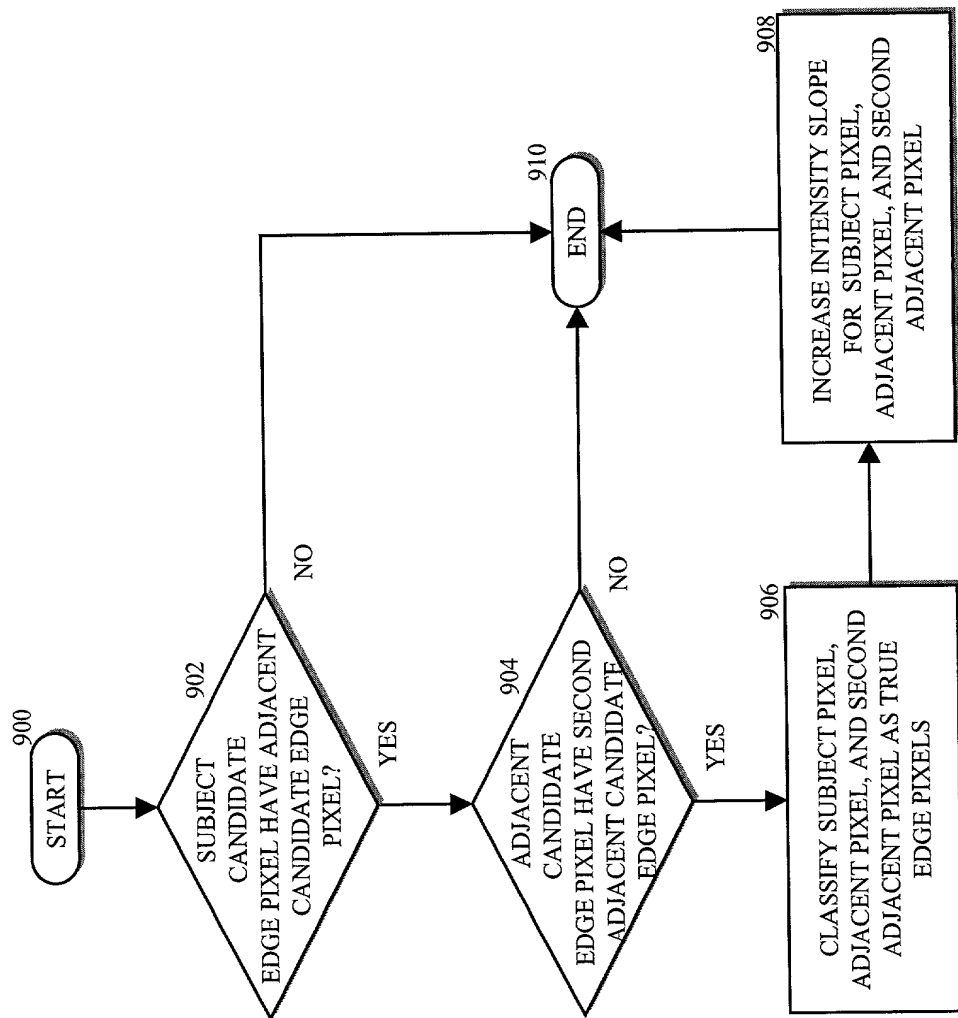 900
START
902
SUBJECT
CANDIDATE
EDGE PIXEL HAVE ADJACENT
CANDIDATE EDGE
PIXEL?
NO
YES
904
ADJACENT
CANDIDATE
EDGE PIXEL HAVE SECOND
ADJACENT CANDIDATE
EDGE PIXEL?
NO
YES
906
CLASSIFY SUBJECT PIXEL,
ADJACENT PIXEL, AND SECOND
ADJACENT PIXEL AS TRUE
EDGE PIXELS
908
INCREASE INTENSITY SLOPE
FOR SUBJECT PIXEL,
ADJACENT PIXEL, AND SECOND
ADJACENT PIXEL
910
END